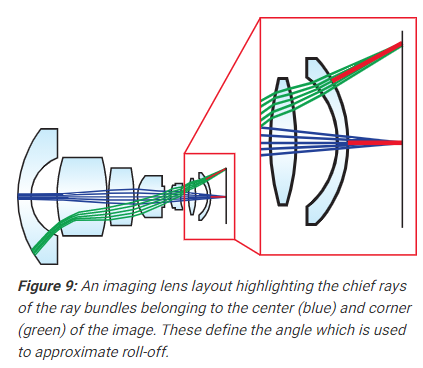 Figure 9: An imaging lens layout highlighting the chief rays
of the ray bundles belonging to the center (blue) and corner
(green) of the image. These define the angle which is used
to approximate roll-off.